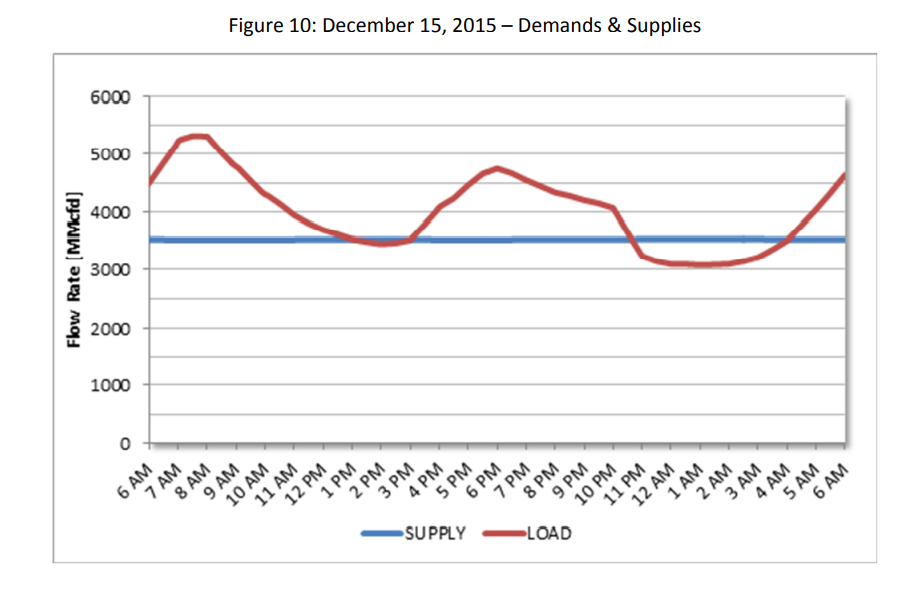 Figure 10: December 15, 2015 – Demands & Supplies
6000
5000
4000
3000
2000
1000
0
Flow Rate [MMcfd]
6 AM
7 AM
8 AM
9 AM
10 AM
11 AM
12 PM
1 PM
2 PM
3 PM
4 PM
5 PM
6 PM
7 PM
8 PM
9 PM
10 PM
11 PM
12 AM
1 AM
2 AM
3 AM
4 AM
5 AM
6 AM
SUPPLY
LOAD